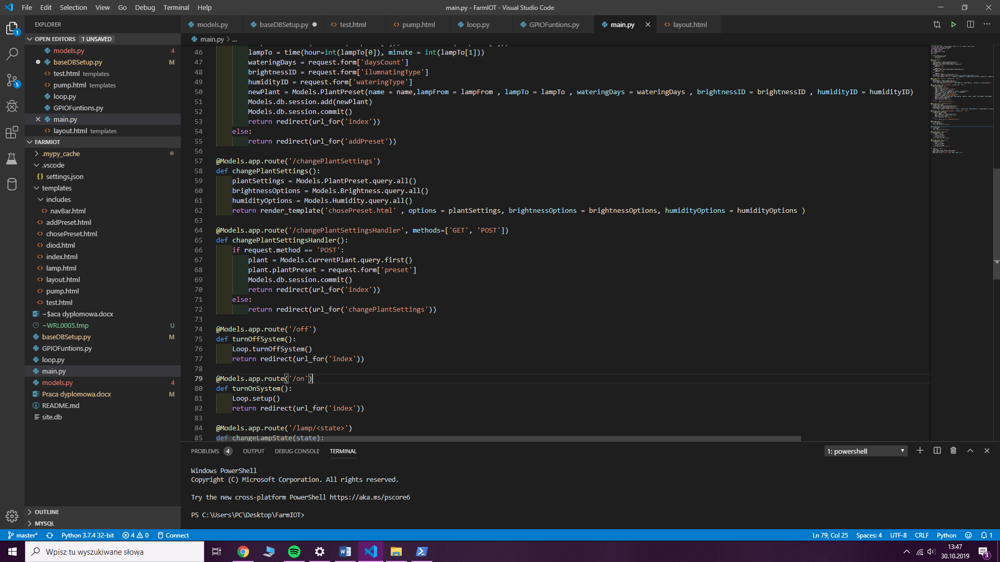 File Edit Selection View Go Debug Terminal Help
main.py - FarmIOT - Visual Studio Code
EXPLORER
OPEN EDITORS 1 UNSAVED
models.py 4
baseDBSetup.py M
test.html templates
pump.html templates
loop.py
GPIOFuntions.py
main.py
layout.html templates
FARMIOT
.mypy_cache
.vscode
settings.json
templates
includes
navBar.html
addPreset.html
chosePreset.html
diod.html
index.html
lamp.html
layout.html
pump.html
test.html
~$aca dyplomowa.docx
~WRL0005.tmp U
baseDBSetup.py M
GPIOFuntions.py
loop.py
main.py
models.py 4
Praca dyplomowa.docx M
README.md
site.db
OUTLINE
MYSQL
models.py baseDBSetup.py test.html pump.html loop.py GPIOFuntions.py main.py layout.html
main.py > ...
46 lampTo = time(hour=int(lampTo[0]), minute = int(lampTo[1]))
47 wateringDays = request.form['daysCount']
48 brightnessID = request.form['ilumnatingType']
49 humidityID = request.form['wateringType']
50 newPlant = Models.PlantPreset(name = name,lampFrom = lampFrom , lampTo = lampTo , wateringDays = wateringDays , brightnessID = brightnessID , humidityID = humidityID)
51 Models.db.session.add(newPlant)
52 Models.db.session.commit()
53 return redirect(url_for('index'))
54 else:
55 return redirect(url_for('addPreset'))
56
57 @Models.app.route('/changePlantSettings')
58 def changePlantSettings():
59 plantSettings = Models.PlantPreset.query.all()
60 brightnessOptions = Models.Brightness.query.all()
61 humidityOptions = Models.Humidity.query.all()
62 return render_template('chosePreset.html' , options = plantSettings, brightnessOptions = brightnessOptions, humidityOptions = humidityOptions )
63
64 @Models.app.route('/changePlantSettingsHandler', methods=['GET', 'POST'])
65 def changePlantSettingsHandler():
66 if request.method == 'POST':
67 plant = Models.CurrentPlant.query.first()
68 plant.plantPreset = request.form['preset']
69 Models.db.session.commit()
70 return redirect(url_for('index'))
71 else:
72 return redirect(url_for('changePlantSettings'))
73
74 @Models.app.route('/off')
75 def turnOffSystem():
76 Loop.turnOffSystem()
77 return redirect(url_for('index'))
78
79 @Models.app.route('/on')
80 def turnOnSystem():
81 Loop.setup()
82 return redirect(url_for('index'))
83
84 @Models.app.route('/lamp/<state>')
85 def changeLampState(state):
PROBLEMS 4 OUTPUT DEBUG CONSOLE TERMINAL
1: powershell
Windows PowerShell
Copyright (C) Microsoft Corporation. All rights reserved.
Try the new cross-platform PowerShell https://aka.ms/pscore6
PS C:\Users\PC\Desktop\FarmIOT>
master* Python 3.7.4 32-bit 4 0 Connect
Ln 79, Col 25 Spaces: 4 UTF-8 CRLF Python 1
Wpisz tu wyszukiwane słowa
13:47
30.10.2019
3
1
5